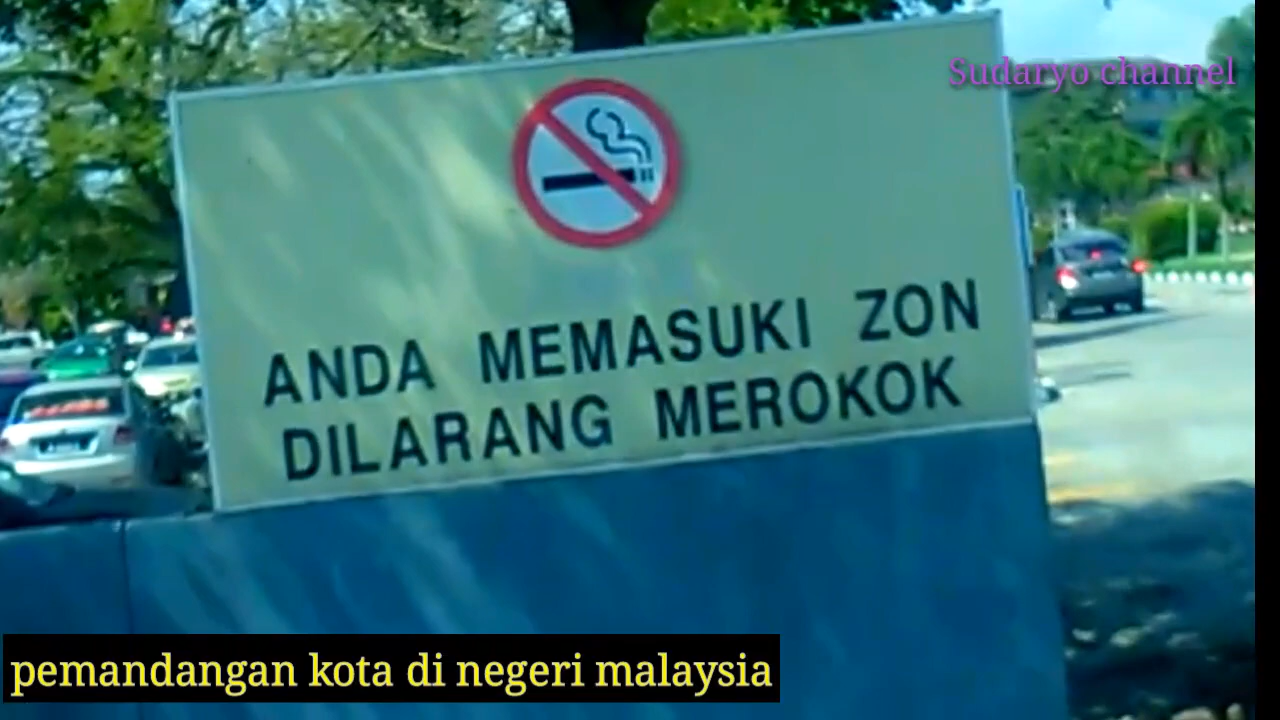 Sudaryo channel
ANDA MEMASUKI ZON
DILARANG MEROKOK
pemandangan kota di negeri malaysia